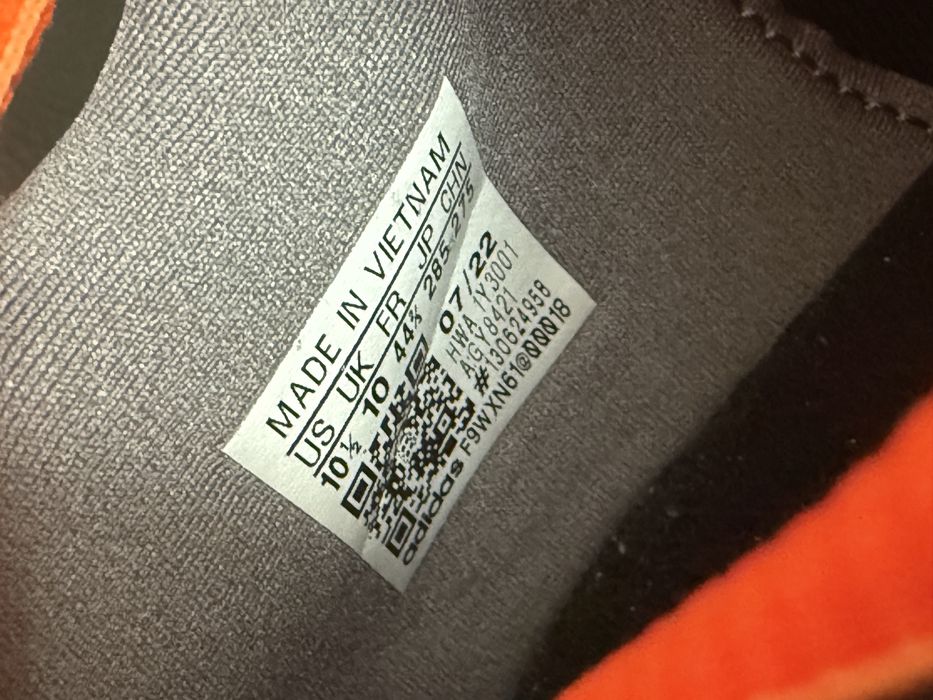 MADE IN VIETNAM
US UK FR JP CHN
10½ 10 44⅔ 285 275
07/22
HWA 1Y3001
AGY8421
#130624958
adidas F9WXN61@00018